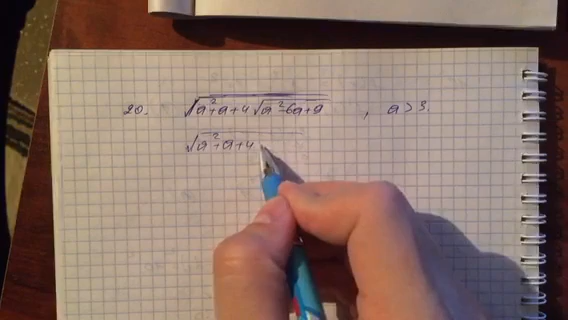 20. √(a²+a+4√(a²-6a+9)) , a>3.
√(a²+a+4